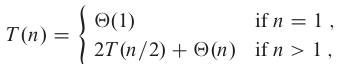 T(n) = { Θ(1) if n = 1 ,
2T(n/2) + Θ(n) if n > 1 ,